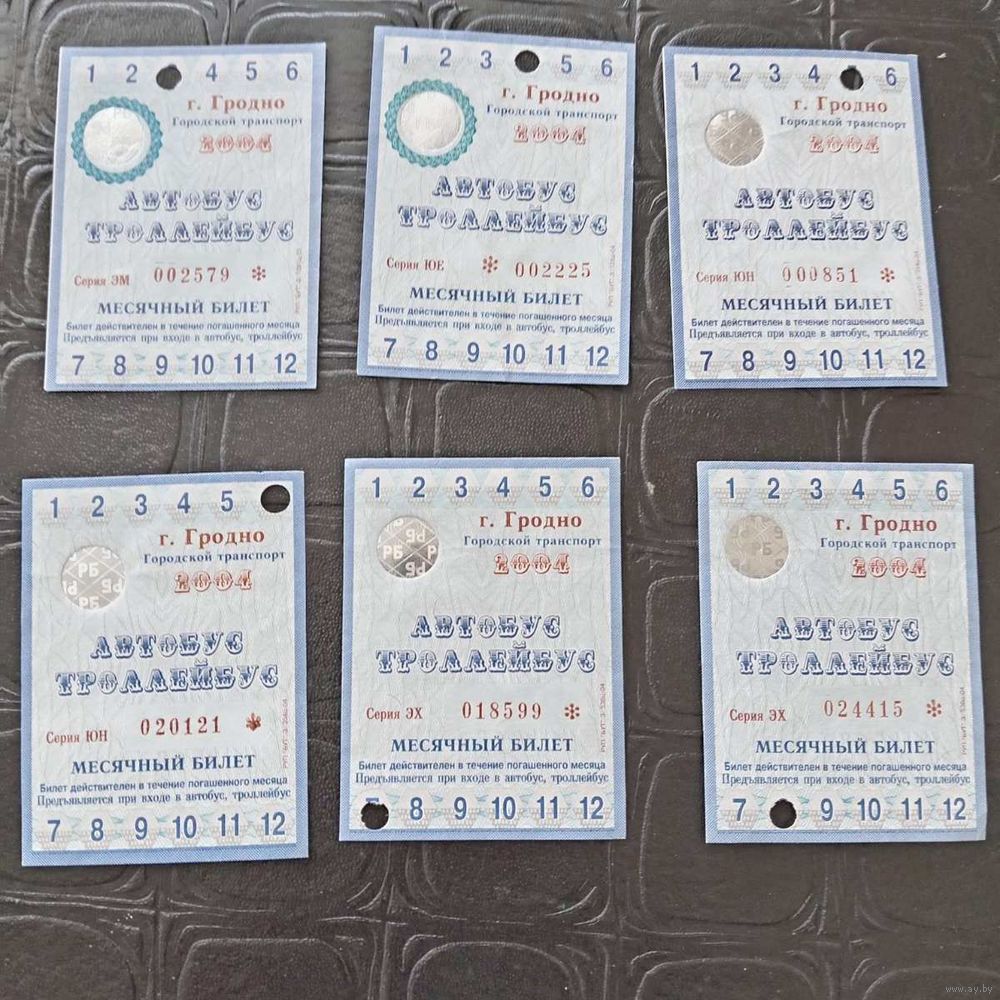 1 2 4 5 6
г. Гродно
Городской транспорт
2004
АВТОБУС
ТРОЛЛЕЙБУС
Серия ЭМ 002579 *
МЕСЯЧНЫЙ БИЛЕТ
Билет действителен в течение погашенного месяца
Предъявляется при входе в автобус, троллейбус
7 8 9 10 11 12
1 2 3 5 6
г. Гродно
Городской транспорт
2004
АВТОБУС
ТРОЛЛЕЙБУС
Серия ЮЕ * 002225
МЕСЯЧНЫЙ БИЛЕТ
Билет действителен в течение погашенного месяца
Предъявляется при входе в автобус, троллейбус
7 8 9 10 11 12
1 2 3 4 6
г. Гродно
Городской транспорт
2004
АВТОБУС
ТРОЛЛЕЙБУС
Серия ЮН 000851 *
МЕСЯЧНЫЙ БИЛЕТ
Билет действителен в течение погашенного месяца
Предъявляется при входе в автобус, троллейбус
7 8 9 10 11 12
1 2 3 4 5
г. Гродно
Городской транспорт
РБ
2004
АВТОБУС
ТРОЛЛЕЙБУС
Серия ЮН 020121 *
МЕСЯЧНЫЙ БИЛЕТ
Билет действителен в течение погашенного месяца
Предъявляется при входе в автобус, троллейбус
7 8 9 10 11 12
1 2 3 4 5 6
г. Гродно
Городской транспорт
РБ
2004
АВТОБУС
ТРОЛЛЕЙБУС
Серия ЭХ 018599 *
МЕСЯЧНЫЙ БИЛЕТ
Билет действителен в течение погашенного месяца
Предъявляется при входе в автобус, троллейбус
8 9 10 11 12
1 2 3 4 5 6
г. Гродно
Городской транспорт
2004
АВТОБУС
ТРОЛЛЕЙБУС
Серия ЭХ 024415 *
МЕСЯЧНЫЙ БИЛЕТ
Билет действителен в течение погашенного месяца
Предъявляется при входе в автобус, троллейбус
7 9 10 11 12
www.ay.by